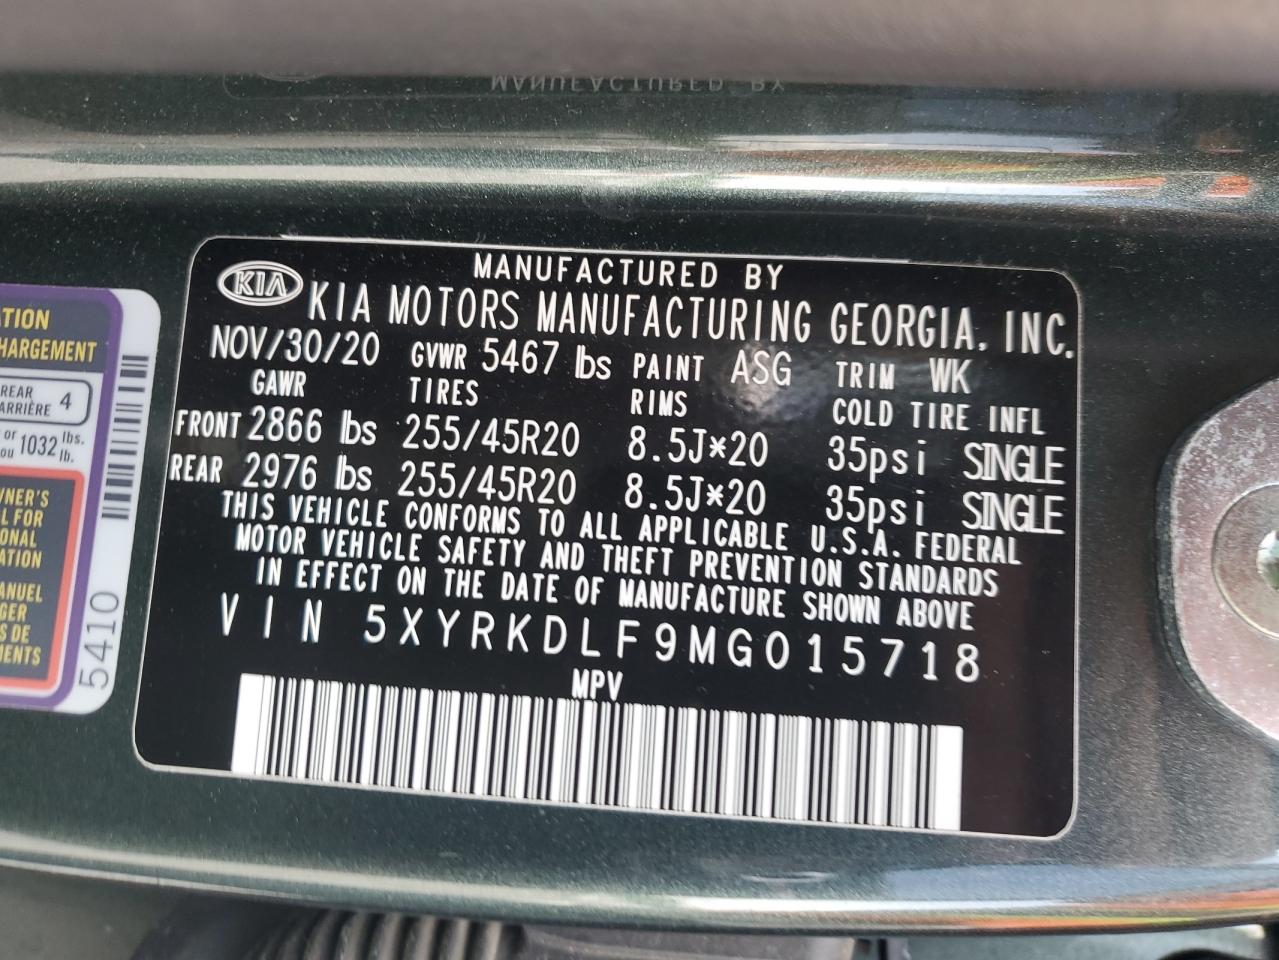 MANUFACTURED BY
KIA
MANUFACTURED BY
KIA MOTORS MANUFACTURING GEORGIA, INC.
NOV/30/20 GVWR 5467 lbs PAINT ASG TRIM WK
GAWR TIRES RIMS COLD TIRE INFL
FRONT 2866 lbs 255/45R20 8.5J×20 35psi SINGLE
REAR 2976 lbs 255/45R20 8.5J×20 35psi SINGLE
THIS VEHICLE CONFORMS TO ALL APPLICABLE U.S.A. FEDERAL
MOTOR VEHICLE SAFETY AND THEFT PREVENTION STANDARDS
IN EFFECT ON THE DATE OF MANUFACTURE SHOWN ABOVE
VIN 5XYRKDLF9MG015718
MPV
REAR
4
or 1032 lbs.
ou lb.
FOR
5410